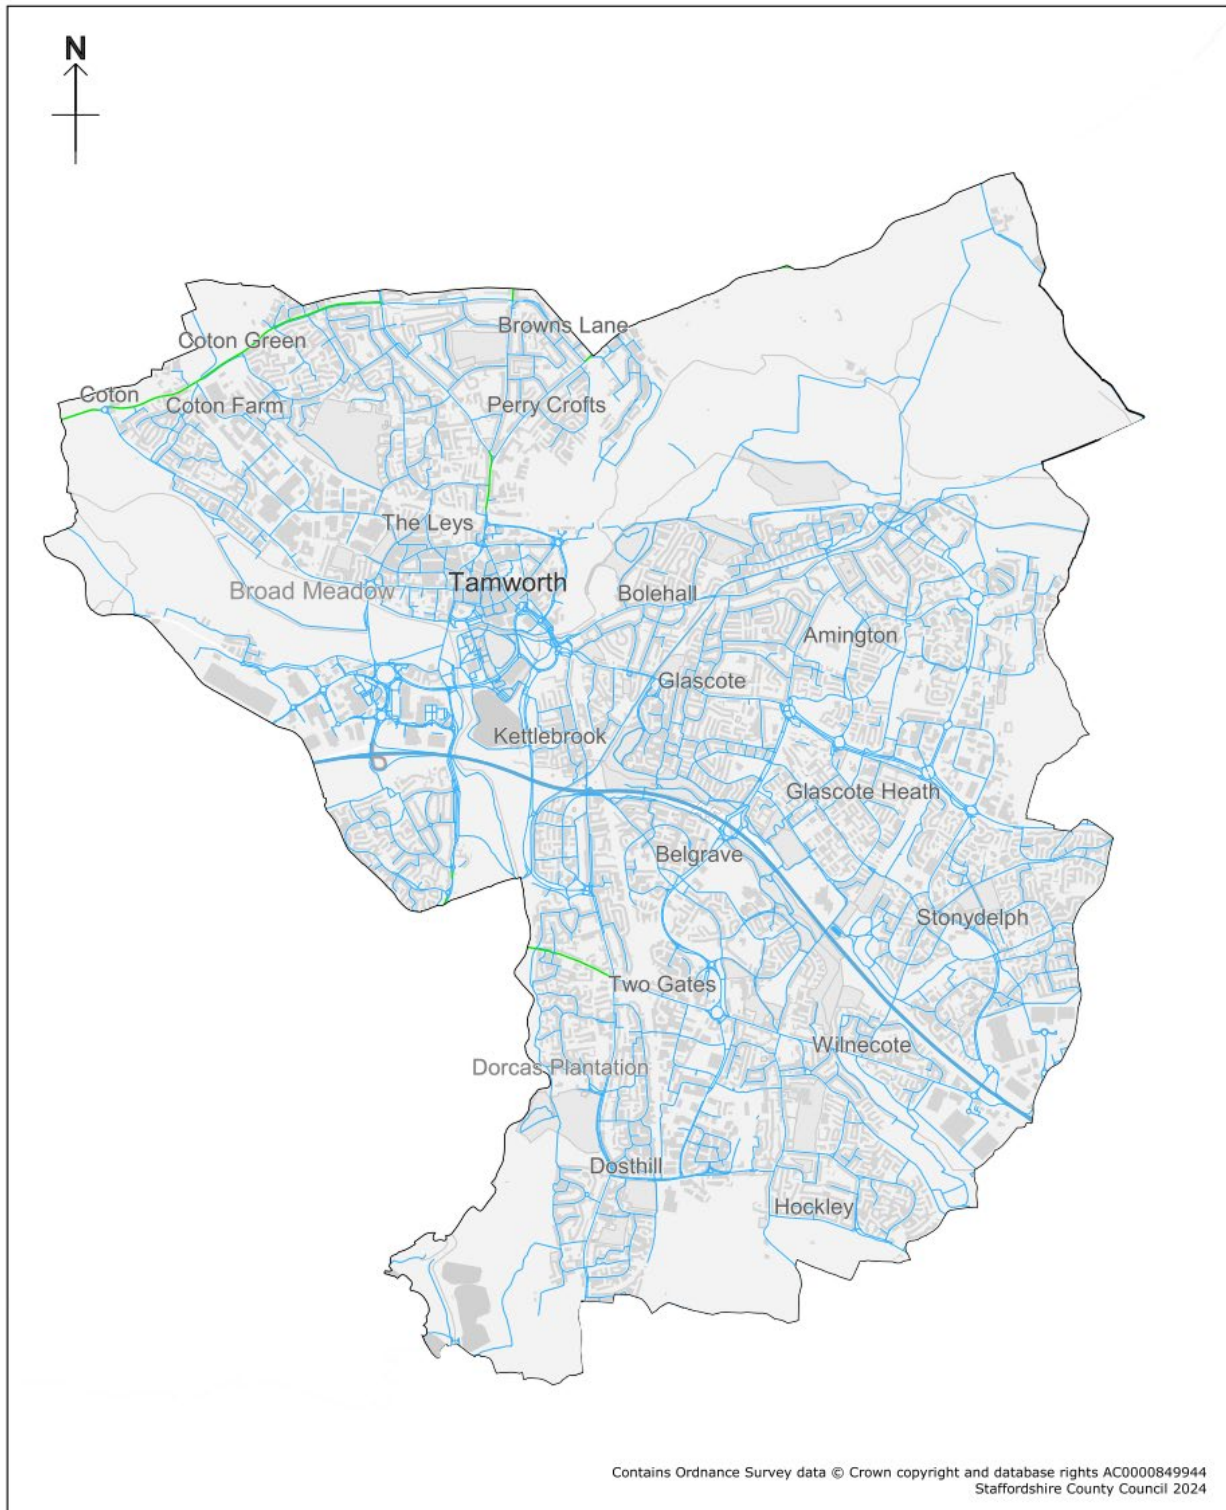 N
Browns Lane
Coton Green
Coton
Coton Farm
Perry Crofts
The Leys
Tamworth
Broad Meadow
Bolehall
Amington
Glascote
Kettlebrook
Glascote Heath
Belgrave
Stonydelph
Two Gates
Wilnecote
Dorcas Plantation
Dosthill
Hockley
Contains Ordnance Survey data © Crown copyright and database rights AC0000849944
Staffordshire County Council 2024